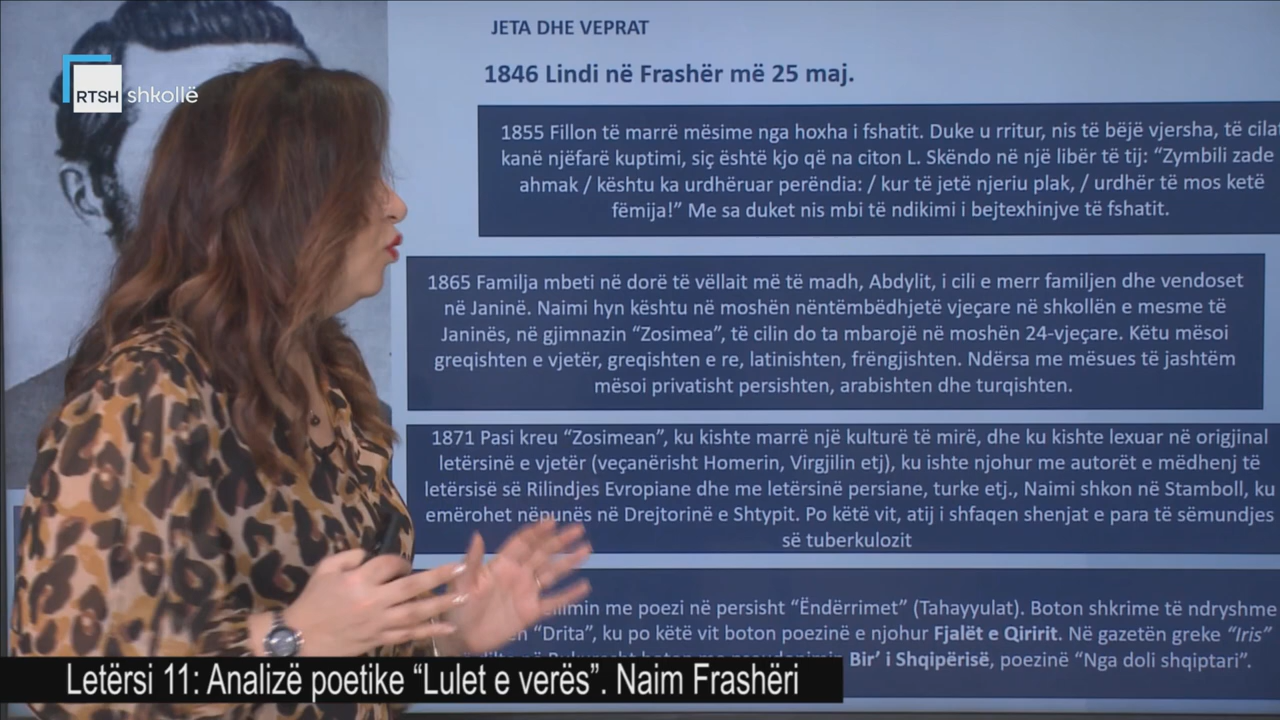 RTSH shkollë
JETA DHE VEPRAT
1846 Lindi në Frashër më 25 maj.
1855 Fillon të marrë mësime nga hoxha i fshatit. Duke u rritur, nis të bëjë vjersha, të cilat
kanë njëfarë kuptimi, siç është kjo që na citon L. Skëndo në një libër të tij: “Zymbili zade
ahmak / kështu ka urdhëruar perëndia: / kur të jetë njeriu plak, / urdhër të mos ketë
fëmija!” Me sa duket nis mbi të ndikimi i bejtexhinjve të fshatit.
1865 Familja mbeti në dorë të vëllait më të madh, Abdylit, i cili e merr familjen dhe vendoset
në Janinë. Naimi hyn kështu në moshën nëntëmbëdhjetë vjeçare në shkollën e mesme të
Janinës, në gjimnazin “Zosimea”, të cilin do ta mbarojë në moshën 24-vjeçare. Këtu mësoi
greqishten e vjetër, greqishten e re, latinishten, frëngjishten. Ndërsa me mësues të jashtëm
mësoi privatisht persishten, arabishten dhe turqishten.
1871 Pasi kreu “Zosimean”, ku kishte marrë një kulturë të mirë, dhe ku kishte lexuar në origjinal
letërsinë e vjetër (veçanërisht Homerin, Virgjilin etj), ku ishte njohur me autorët e mëdhenj të
letërsisë së Rilindjes Evropiane dhe me letërsinë persiane, turke etj., Naimi shkon në Stamboll, ku
emërohet nëpunës në Drejtorinë e Shtypit. Po këtë vit, atij i shfaqen shenjat e para të sëmundjes
së tuberkulozit
me poezi në persisht “Ëndërrimet” (Tahayyulat). Boton shkrime të ndryshme
“Drita”, ku po këtë vit boton poezinë e njohur Fjalët e Qiririt. Në gazetën greke “Iris”
Bir’ i Shqipërisë, poezinë “Nga doli shqiptari”.
Letërsi 11: Analizë poetike “Lulet e verës”. Naim Frashëri